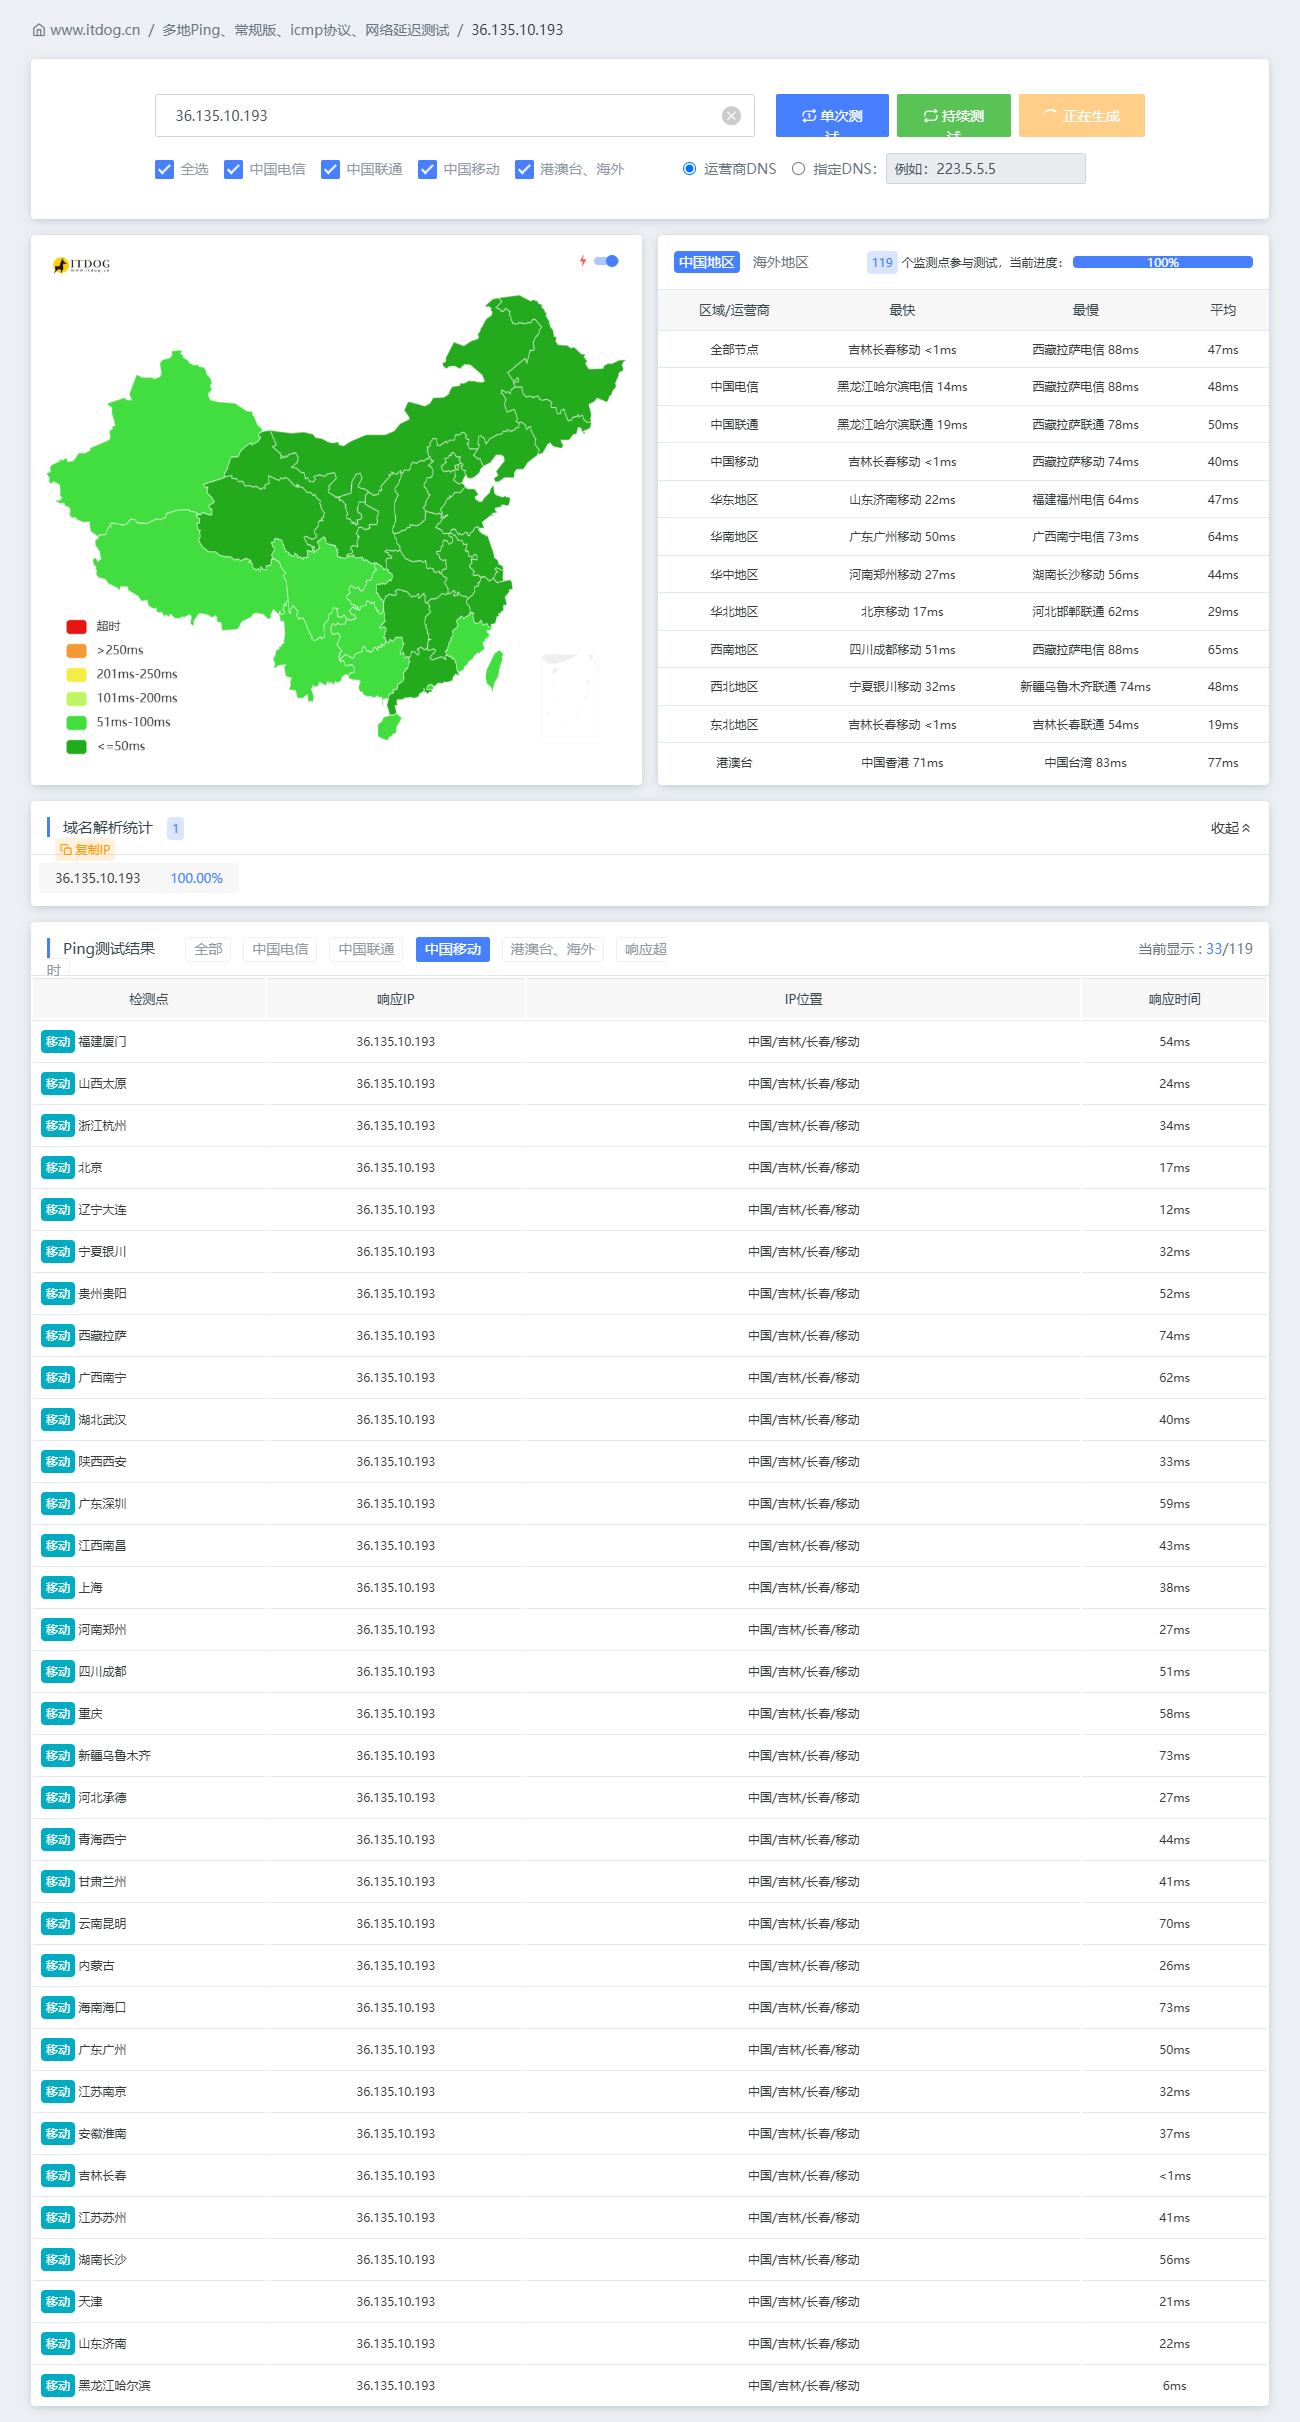 www.itdog.cn / 多地Ping、常规版、icmp协议、网络延迟测试 / 36.135.10.193
36.135.10.193 单次测试 持续测试 正在生成
全选 中国电信 中国联通 中国移动 港澳台、海外 运营商DNS 指定DNS: 例如：223.5.5.5
ITDOG
www.itdog.cn
超时
>250ms
201ms-250ms
101ms-200ms
51ms-100ms
<=50ms
中国地区 海外地区 119 个监测点参与测试，当前进度： 100%
区域/运营商 最快 最慢 平均
全部节点 吉林长春移动 <1ms 西藏拉萨电信 88ms 47ms
中国电信 黑龙江哈尔滨电信 14ms 西藏拉萨电信 88ms 48ms
中国联通 黑龙江哈尔滨联通 19ms 西藏拉萨联通 78ms 50ms
中国移动 吉林长春移动 <1ms 西藏拉萨移动 74ms 40ms
华东地区 山东济南移动 22ms 福建福州电信 64ms 47ms
华南地区 广东广州移动 50ms 广西南宁电信 73ms 64ms
华中地区 河南郑州移动 27ms 湖南长沙移动 56ms 44ms
华北地区 北京移动 17ms 河北邯郸联通 62ms 29ms
西南地区 四川成都移动 51ms 西藏拉萨电信 88ms 65ms
西北地区 宁夏银川移动 32ms 新疆乌鲁木齐联通 74ms 48ms
东北地区 吉林长春移动 <1ms 吉林长春联通 54ms 19ms
港澳台 中国香港 71ms 中国台湾 83ms 77ms
域名解析统计 1 收起
复制IP
36.135.10.193 100.00%
Ping测试结果 全部 中国电信 中国联通 中国移动 港澳台、海外 响应超时 当前显示 : 33/119
检测点 响应IP IP位置 响应时间
移动 福建厦门 36.135.10.193 中国/吉林/长春/移动 54ms
移动 山西太原 36.135.10.193 中国/吉林/长春/移动 24ms
移动 浙江杭州 36.135.10.193 中国/吉林/长春/移动 34ms
移动 北京 36.135.10.193 中国/吉林/长春/移动 17ms
移动 辽宁大连 36.135.10.193 中国/吉林/长春/移动 12ms
移动 宁夏银川 36.135.10.193 中国/吉林/长春/移动 32ms
移动 贵州贵阳 36.135.10.193 中国/吉林/长春/移动 52ms
移动 西藏拉萨 36.135.10.193 中国/吉林/长春/移动 74ms
移动 广西南宁 36.135.10.193 中国/吉林/长春/移动 62ms
移动 湖北武汉 36.135.10.193 中国/吉林/长春/移动 40ms
移动 陕西西安 36.135.10.193 中国/吉林/长春/移动 33ms
移动 广东深圳 36.135.10.193 中国/吉林/长春/移动 59ms
移动 江西南昌 36.135.10.193 中国/吉林/长春/移动 43ms
移动 上海 36.135.10.193 中国/吉林/长春/移动 38ms
移动 河南郑州 36.135.10.193 中国/吉林/长春/移动 27ms
移动 四川成都 36.135.10.193 中国/吉林/长春/移动 51ms
移动 重庆 36.135.10.193 中国/吉林/长春/移动 58ms
移动 新疆乌鲁木齐 36.135.10.193 中国/吉林/长春/移动 73ms
移动 河北承德 36.135.10.193 中国/吉林/长春/移动 27ms
移动 青海西宁 36.135.10.193 中国/吉林/长春/移动 44ms
移动 甘肃兰州 36.135.10.193 中国/吉林/长春/移动 41ms
移动 云南昆明 36.135.10.193 中国/吉林/长春/移动 70ms
移动 内蒙古 36.135.10.193 中国/吉林/长春/移动 26ms
移动 海南海口 36.135.10.193 中国/吉林/长春/移动 73ms
移动 广东广州 36.135.10.193 中国/吉林/长春/移动 50ms
移动 江苏南京 36.135.10.193 中国/吉林/长春/移动 32ms
移动 安徽淮南 36.135.10.193 中国/吉林/长春/移动 37ms
移动 吉林长春 36.135.10.193 中国/吉林/长春/移动 <1ms
移动 江苏苏州 36.135.10.193 中国/吉林/长春/移动 41ms
移动 湖南长沙 36.135.10.193 中国/吉林/长春/移动 56ms
移动 天津 36.135.10.193 中国/吉林/长春/移动 21ms
移动 山东济南 36.135.10.193 中国/吉林/长春/移动 22ms
移动 黑龙江哈尔滨 36.135.10.193 中国/吉林/长春/移动 6ms